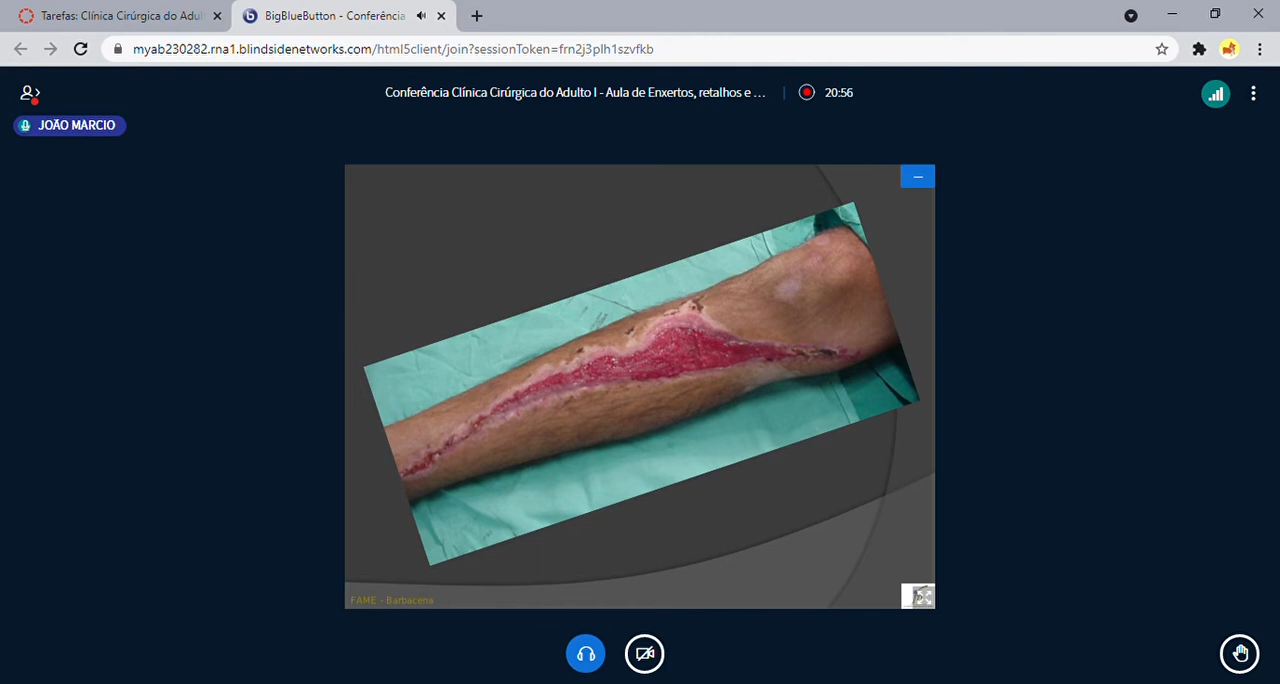 Tarefas: Clínica Cirúrgica do Adul
BigBlueButton - Conferência
myab230282.rna1.blindsidenetworks.com/html5client/join?sessionToken=frn2j3plh1szvfkb
Conferência Clínica Cirúrgica do Adulto I - Aula de Enxertos, retalhos e ...
20:56
JOÃO MARCIO
FAME - Barbacena